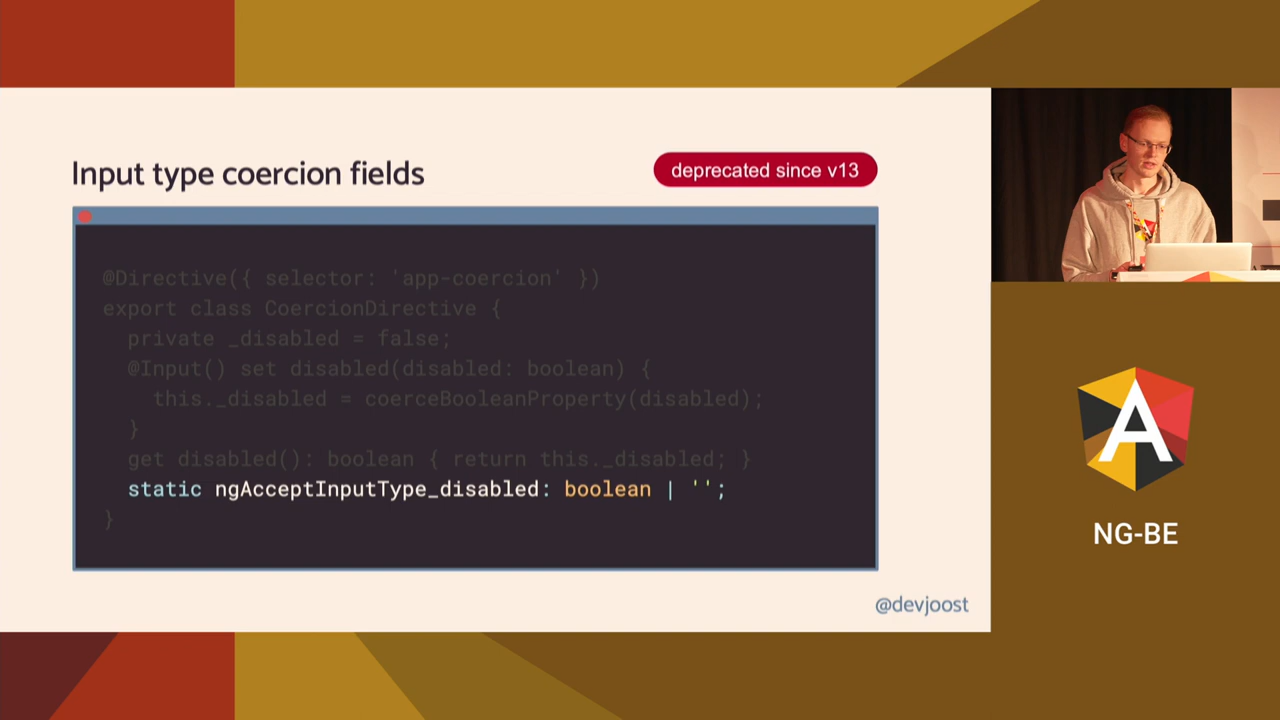 Input type coercion fields
deprecated since v13
@Directive({ selector: 'app-coercion' })
export class CoercionDirective {
  private _disabled = false;
  @Input() set disabled(disabled: boolean) {
    this._disabled = coerceBooleanProperty(disabled);
  }
  get disabled(): boolean { return this._disabled; }
  static ngAcceptInputType_disabled: boolean | '';
}
@devjoost
A
NG-BE